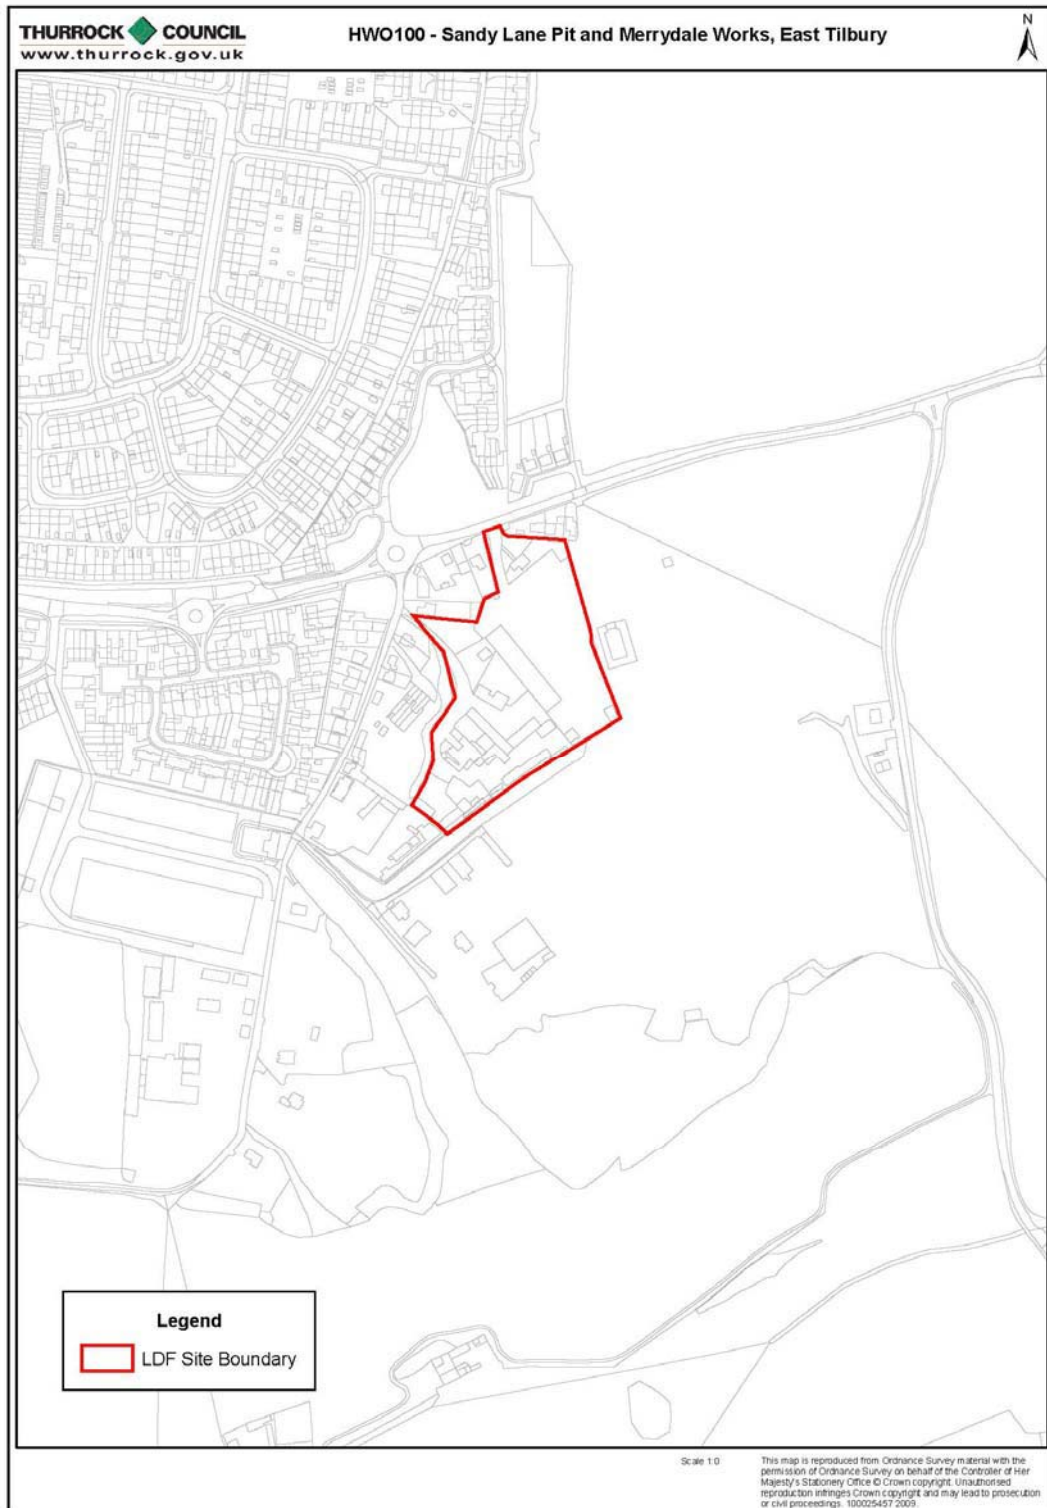 THURROCK COUNCIL
www.thurrock.gov.uk
HWO100 - Sandy Lane Pit and Merrydale Works, East Tilbury
N
Legend
LDF Site Boundary
Scale 1:0
This map is reproduced from Ordnance Survey material with the
permission of Ordnance Survey on behalf of the Controller of Her
Majesty's Stationery Office © Crown copyright. Unauthorised
reproduction infringes Crown copyright and may lead to prosecution
or civil proceedings. 100025457 2009.